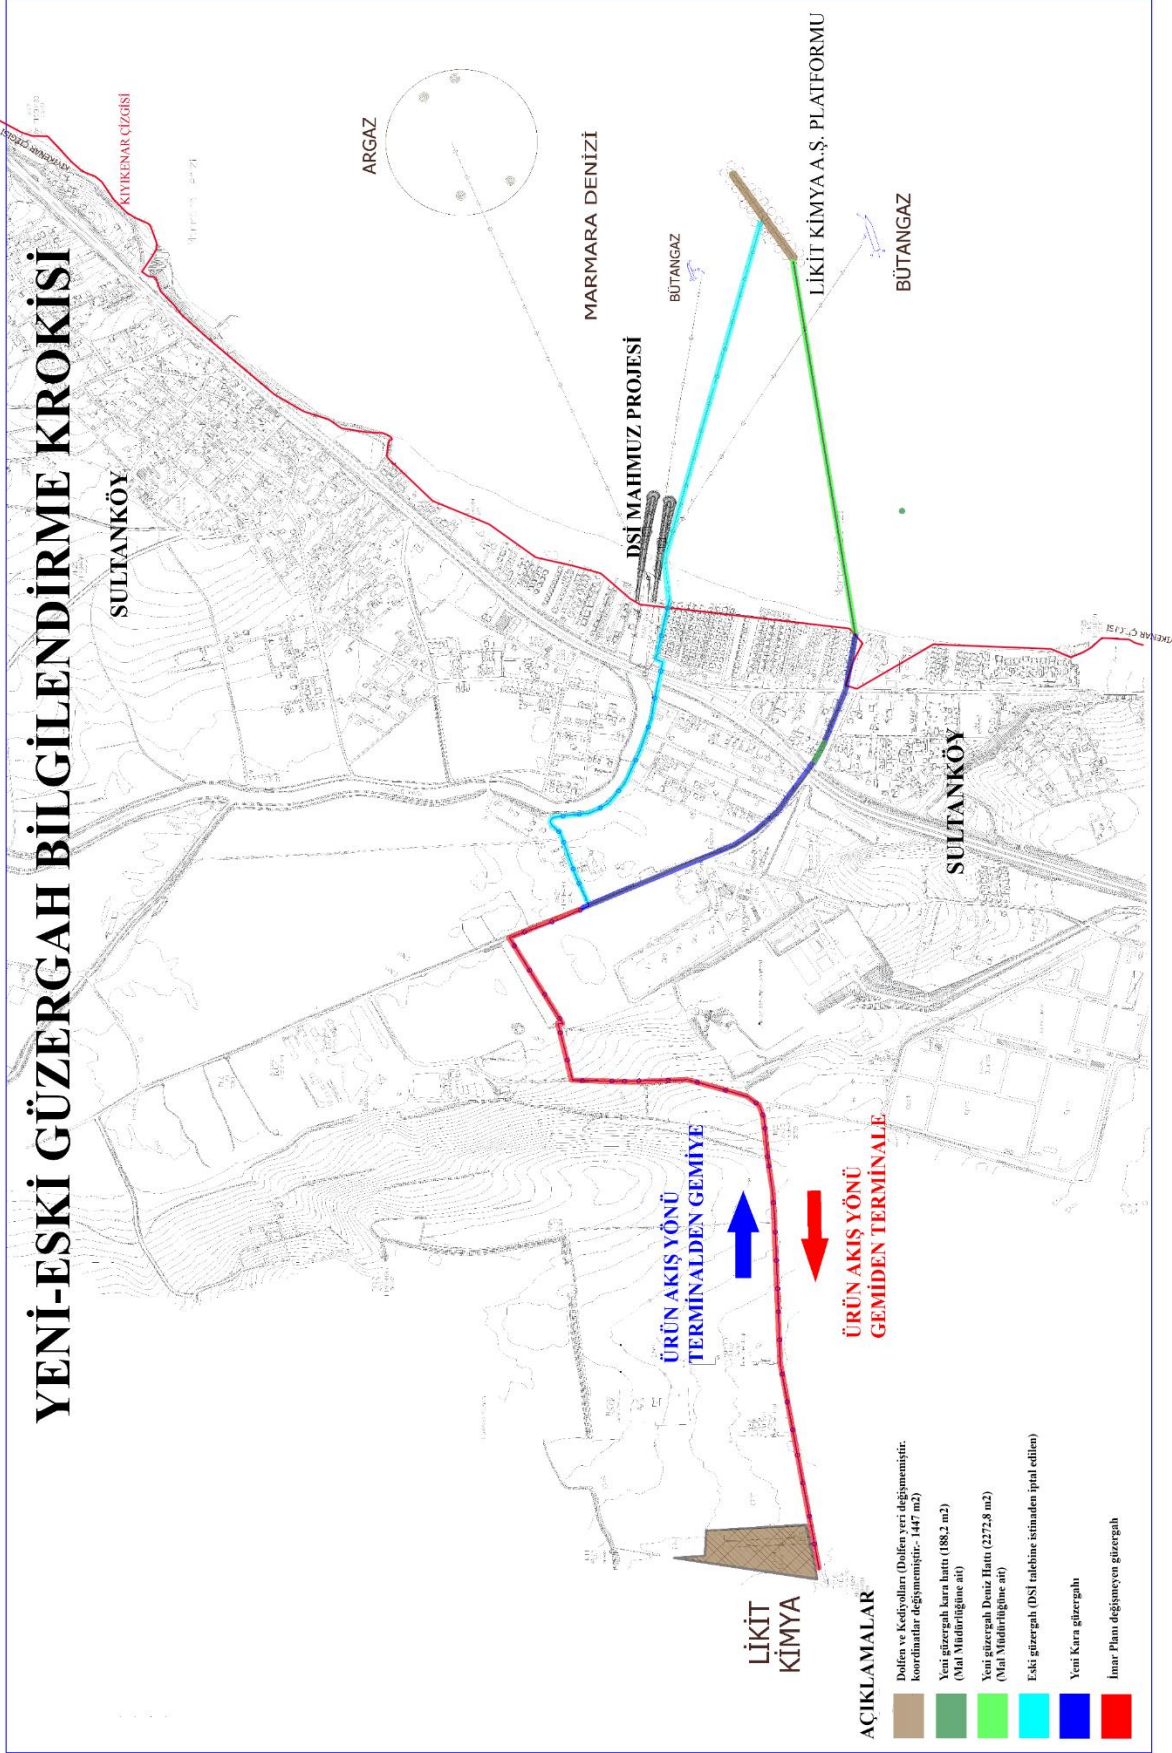 YENİ-ESKİ GÜZERGAH BİLGİLENDİRME KROKİSİ
SULTANKÖY
KIYIKENAR ÇİZGİSİ
KIYIKENAR ÇİZGİSİ
ARGAZ
MARMARA DENİZİ
BÜTANGAZ
DSİ MAHMUZ PROJESİ
LİKİT KİMYA A.Ş. PLATFORMU
BÜTANGAZ
SULTANKÖY
ÜRÜN AKIŞ YÖNÜ
TERMİNALDEN GEMİYE
ÜRÜN AKIŞ YÖNÜ
GEMİDEN TERMİNALE
LİKİT
KİMYA
AÇIKLAMALAR
Dolfen ve Kediyolları (Dolfen yeri değişmemiştir.
koordinatlar değişmemiştir.- 1447 m2)
Yeni güzergah kara hattı (188,2 m2)
(Mal Müdürlüğüne ait)
Yeni güzergah Deniz Hattı (2272,8 m2)
(Mal Müdürlüğüne ait)
Eski güzergah (DSİ talebine istinaden iptal edilen)
Yeni Kara güzergahı
İmar Planı değişmeyen güzergah